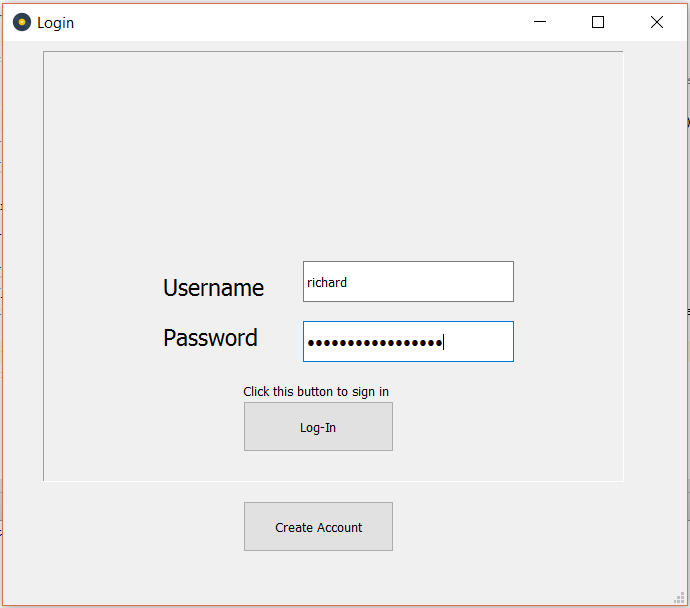 Login
Username
richard
Password
•••••••••••••••••
Click this button to sign in
Log-In
Create Account